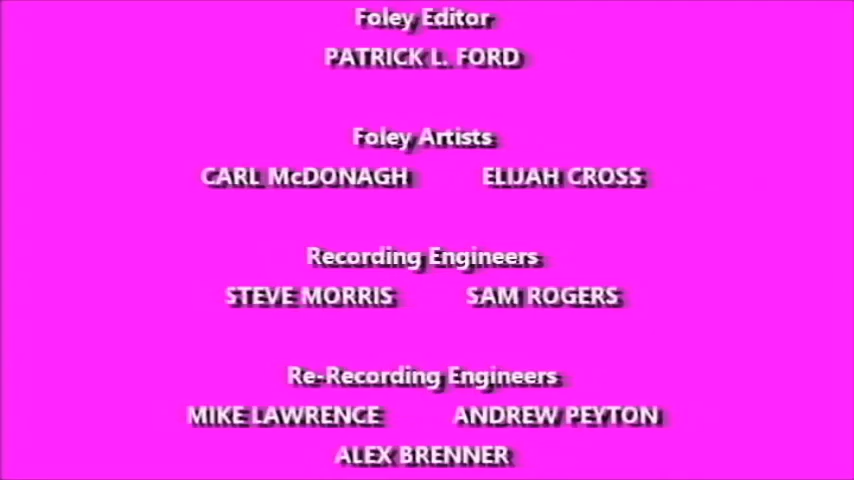 Foley Editor
PATRICK L. FORD
Foley Artists
CARL McDONAGH ELIJAH CROSS
Recording Engineers
STEVE MORRIS SAM ROGERS
Re-Recording Engineers
MIKE LAWRENCE ANDREW PEYTON
ALEX BRENNER